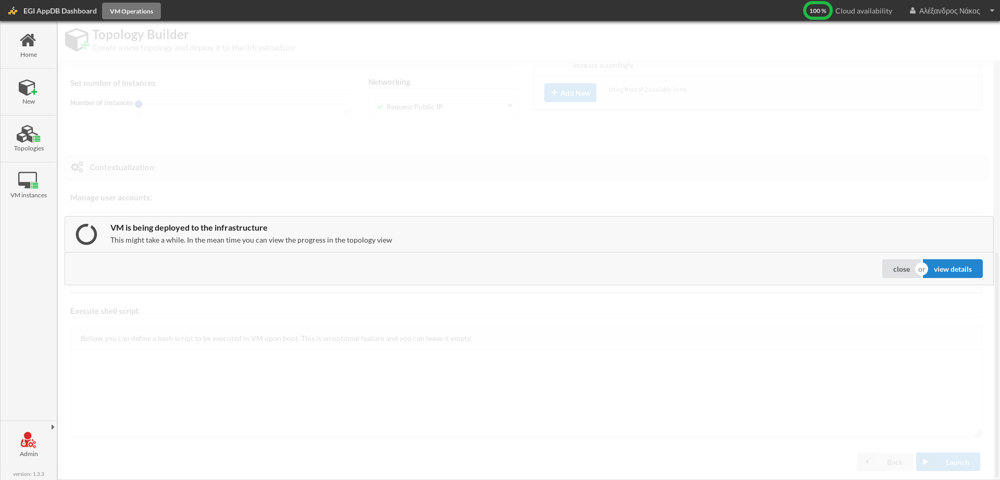 EGI AppDB Dashboard
VM Operations
100 %
Cloud availability
Αλέξανδρος Νάκος
Home
New
Topologies
VM instances
Admin
version: 1.3.3
Topology Builder
Create a new topology and deploy it to the infrastructure
increase accordingly.
Set number of instances
Networking
Number of instances
1
1
10
Request Public IP
Add New
Using 0 out of 2 available items
Contextualization
Manage user accounts:
VM is being deployed to the infrastructure
This might take a while. In the mean time you can view the progress in the topology view
close
or
view details
Execute shell script:
Bellow you can define a bash script to be executed in VM upon boot. This is an optional feature and you can leave it empty.
Back
Launch